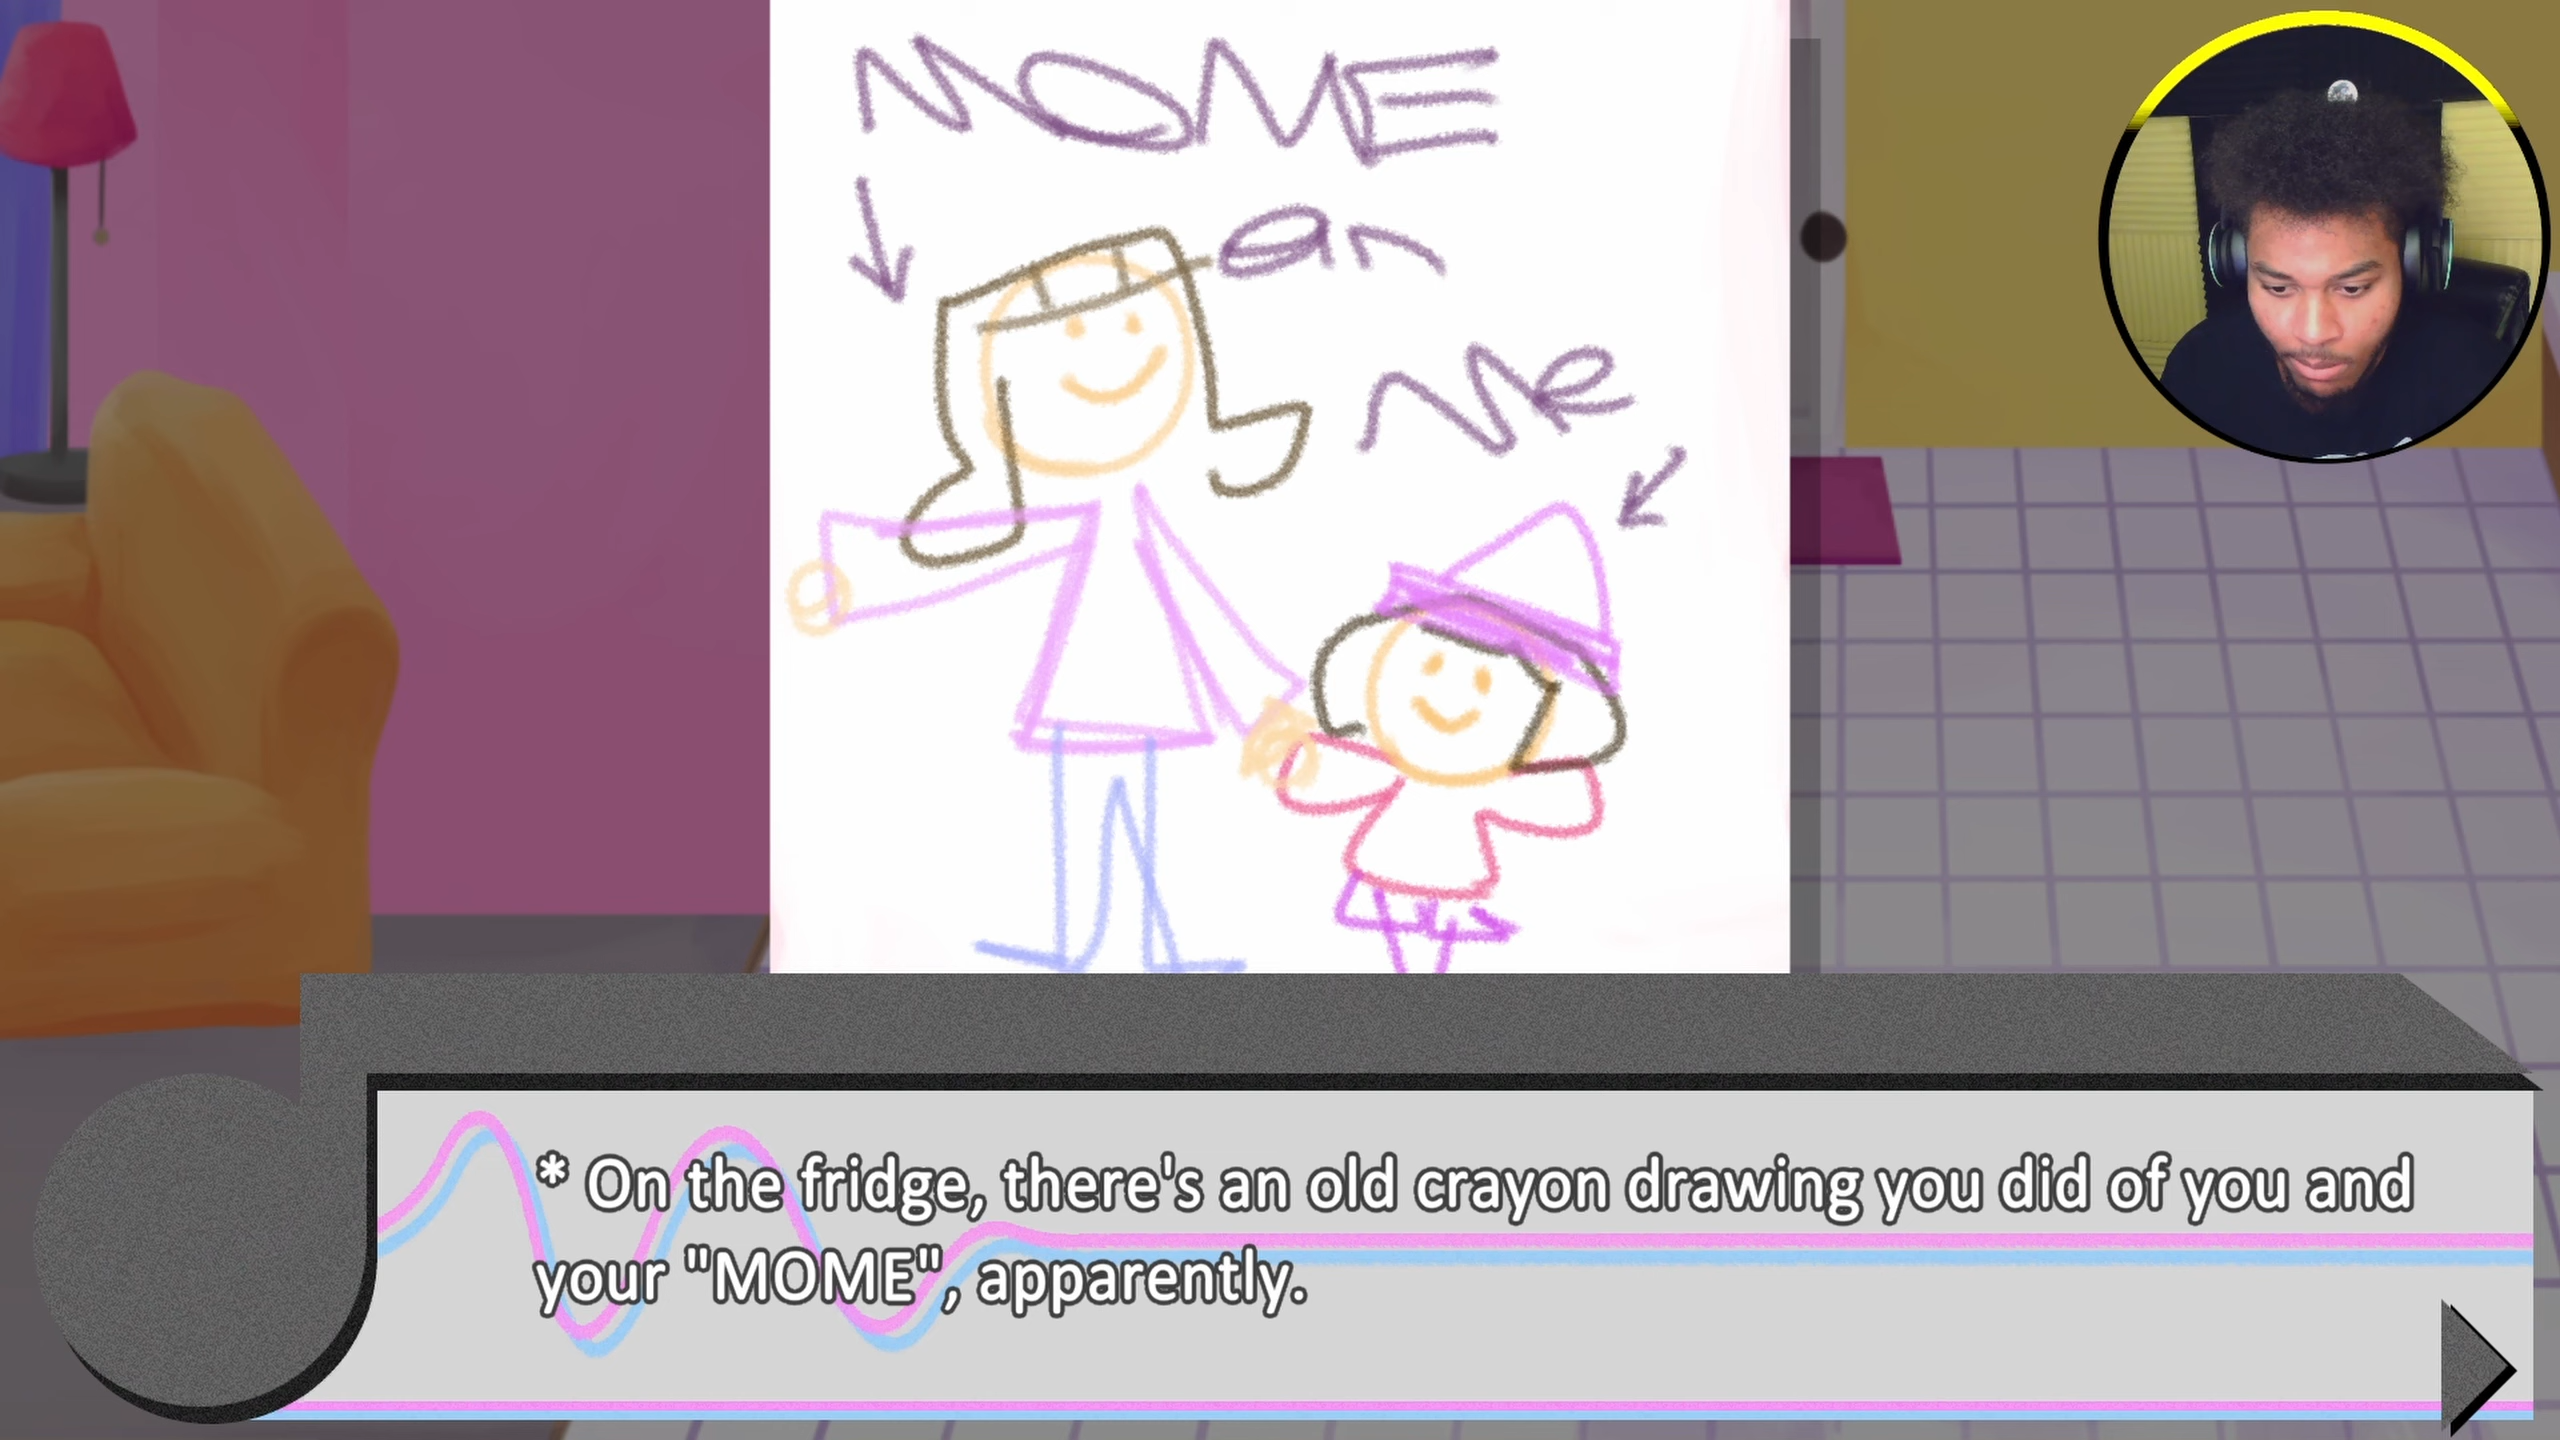 MOME
an
Me
* On the fridge, there's an old crayon drawing you did of you and
your "MOME", apparently.